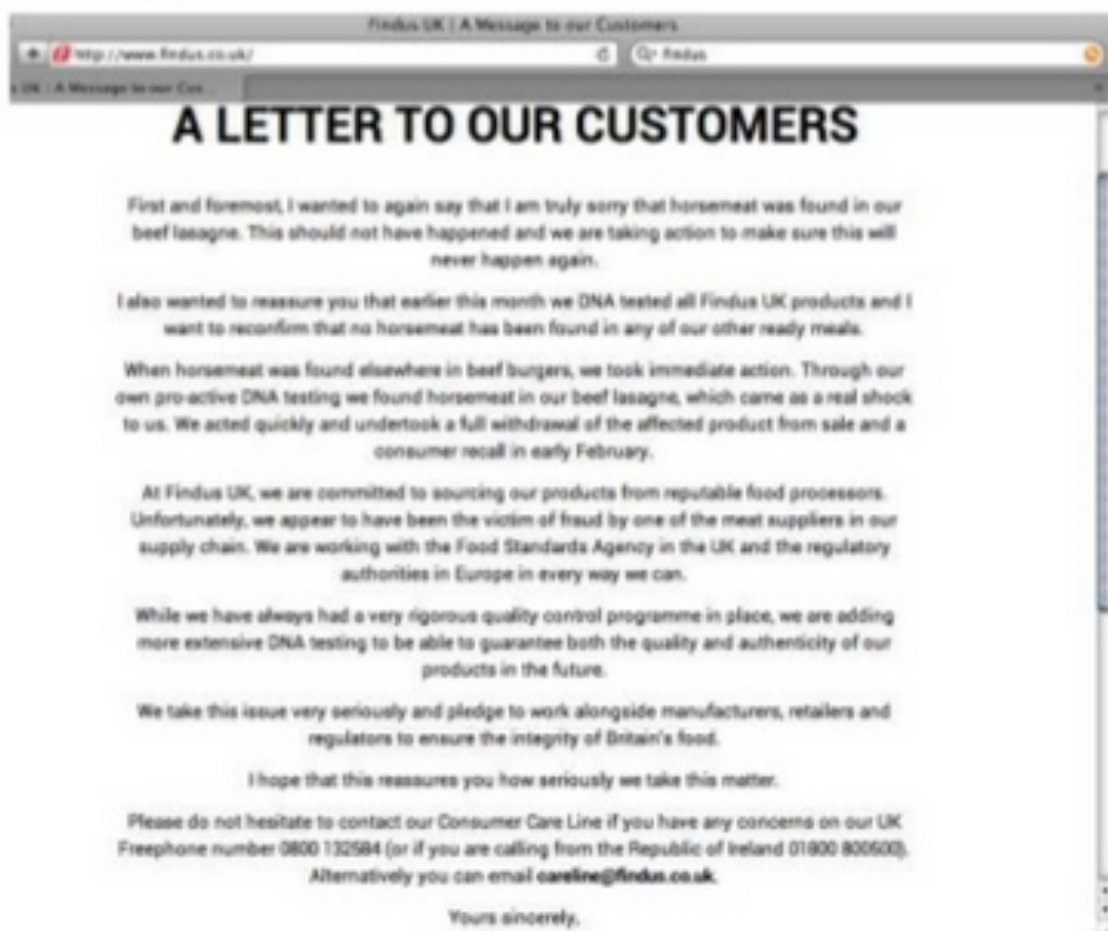 Findus UK | A Message to our Customers
http://www.findus.co.uk/
findus
UK | A Message to our Cus...
A LETTER TO OUR CUSTOMERS
First and foremost, I wanted to again say that I am truly sorry that horsemeat was found in our
beef lasagne. This should not have happened and we are taking action to make sure this will
never happen again.
I also wanted to reassure you that earlier this month we DNA tested all Findus UK products and I
want to reconfirm that no horsemeat has been found in any of our other ready meals.
When horsemeat was found elsewhere in beef burgers, we took immediate action. Through our
own pro-active DNA testing we found horsemeat in our beef lasagne, which came as a real shock
to us. We acted quickly and undertook a full withdrawal of the affected product from sale and a
consumer recall in early February.
At Findus UK, we are committed to sourcing our products from reputable food processors.
Unfortunately, we appear to have been the victim of fraud by one of the meat suppliers in our
supply chain. We are working with the Food Standards Agency in the UK and the regulatory
authorities in Europe in every way we can.
While we have always had a very rigorous quality control programme in place, we are adding
more extensive DNA testing to be able to guarantee both the quality and authenticity of our
products in the future.
We take this issue very seriously and pledge to work alongside manufacturers, retailers and
regulators to ensure the integrity of Britain's food.
I hope that this reassures you how seriously we take this matter.
Please do not hesitate to contact our Consumer Care Line if you have any concerns on our UK
Freephone number 0800 132584 (or if you are calling from the Republic of Ireland 01800 800500).
Alternatively you can email careline@findus.co.uk.
Yours sincerely,